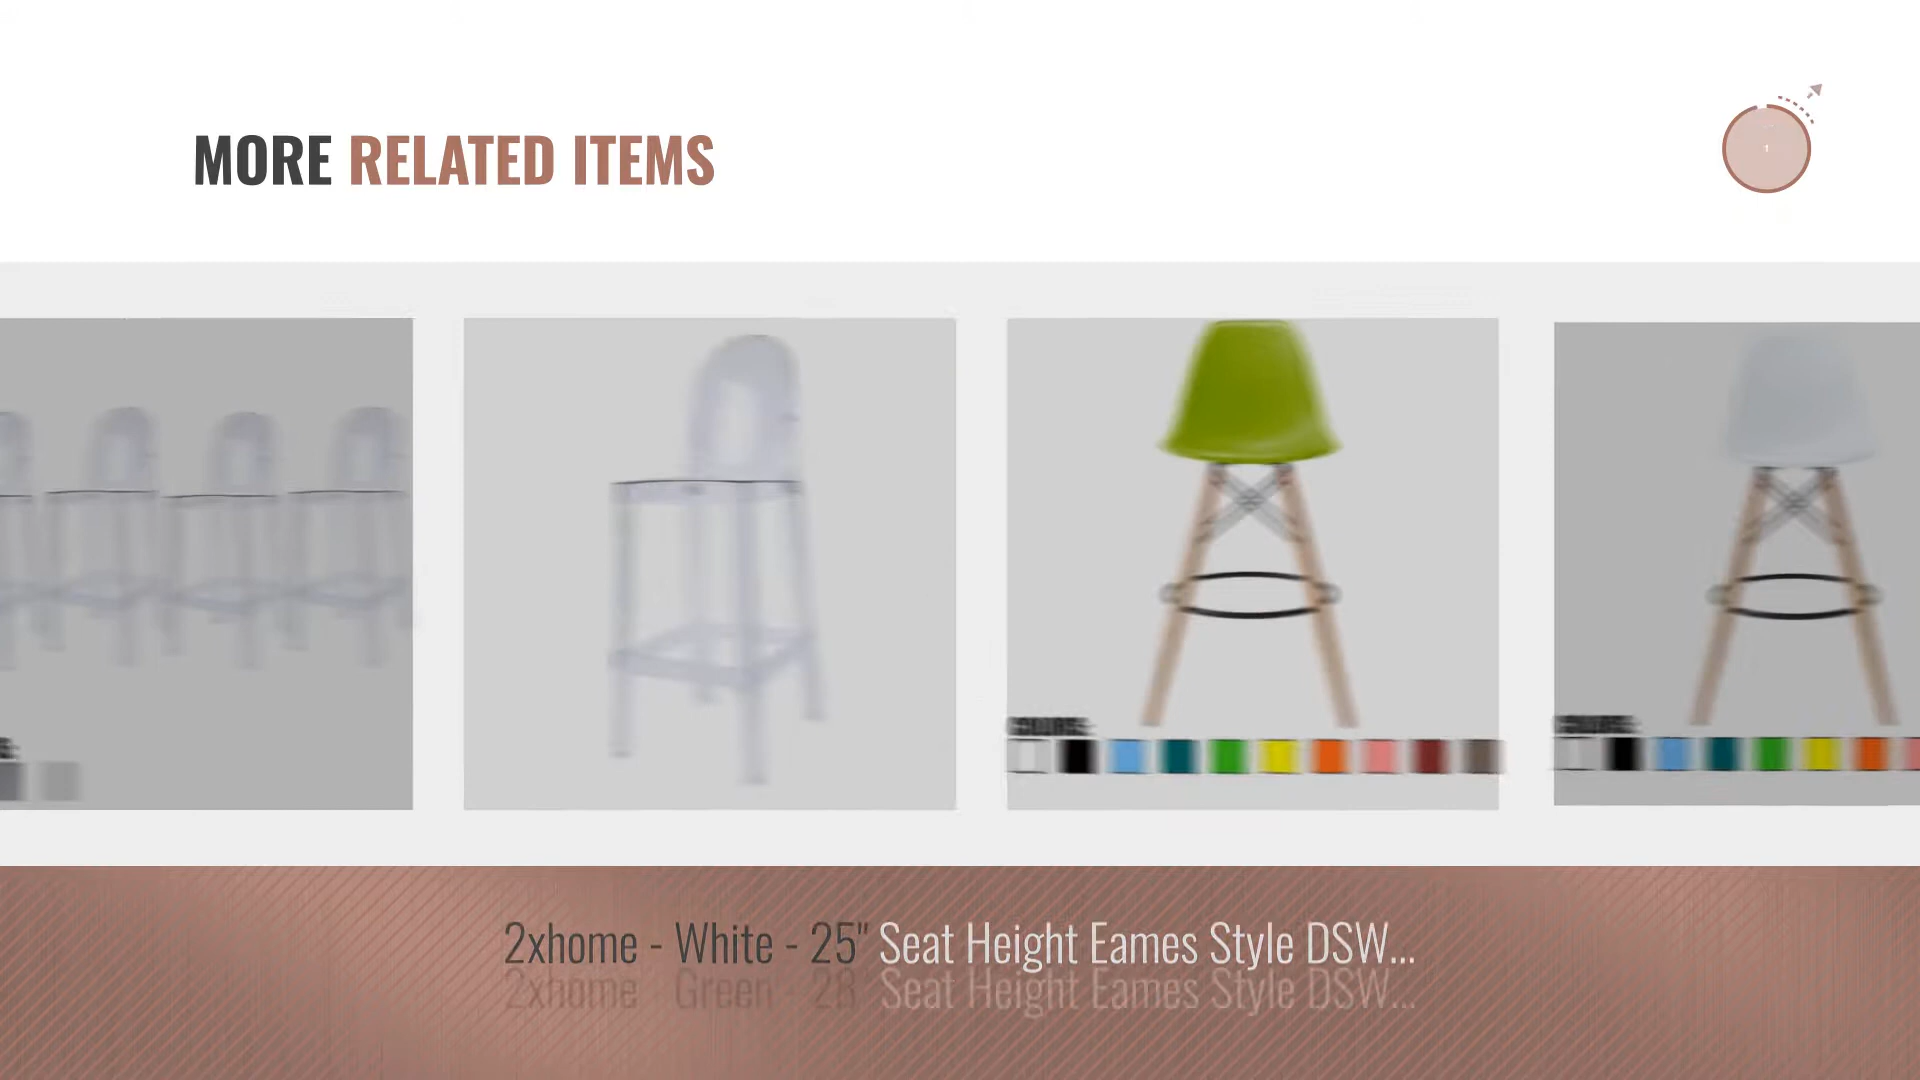 MORE RELATED ITEMS
1
2xhome - White - 25" Seat Height Eames Style DSW...
2xhome - Green - 28 Seat Height Eames Style DSW...